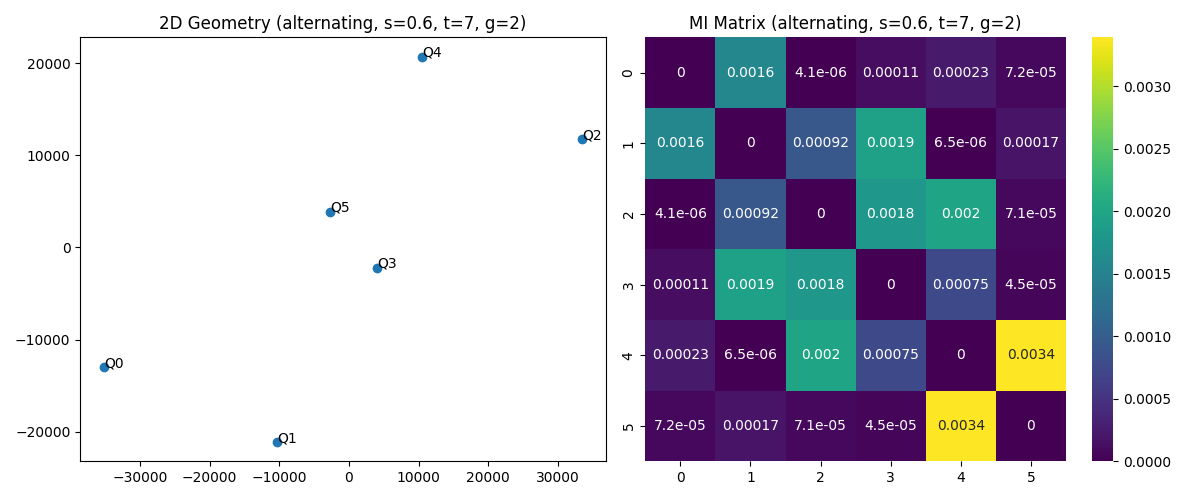 2D Geometry (alternating, s=0.6, t=7, g=2)
20000
10000
0
−10000
−20000
−30000 −20000 −10000 0 10000 20000 30000
Q4
Q2
Q5
Q3
Q0
Q1
MI Matrix (alternating, s=0.6, t=7, g=2)
0 0 0.0016 4.1e-06 0.00011 0.00023 7.2e-05
1 0.0016 0 0.00092 0.0019 6.5e-06 0.00017
2 4.1e-06 0.00092 0 0.0018 0.002 7.1e-05
3 0.00011 0.0019 0.0018 0 0.00075 4.5e-05
4 0.00023 6.5e-06 0.002 0.00075 0 0.0034
5 7.2e-05 0.00017 7.1e-05 4.5e-05 0.0034 0
0 1 2 3 4 5
0.0030
0.0025
0.0020
0.0015
0.0010
0.0005
0.0000